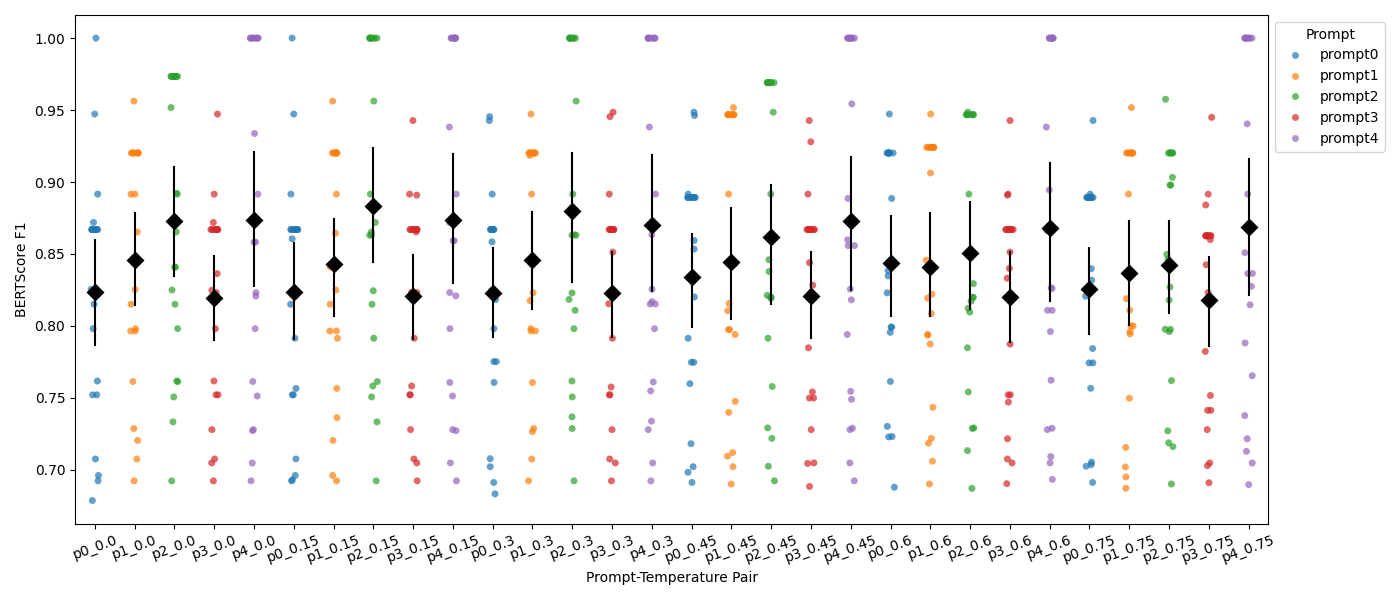 Prompt
prompt0
prompt1
prompt2
prompt3
prompt4
BERTScore F1
1.00
0.95
0.90
0.85
0.80
0.75
0.70
p0_0.0
p1_0.0
p2_0.0
p3_0.0
p4_0.0
p0_0.15
p1_0.15
p2_0.15
p3_0.15
p4_0.15
p0_0.3
p1_0.3
p2_0.3
p3_0.3
p4_0.3
p0_0.45
p1_0.45
p2_0.45
p3_0.45
p4_0.45
p0_0.6
p1_0.6
p2_0.6
p3_0.6
p4_0.6
p0_0.75
p1_0.75
p2_0.75
p3_0.75
p4_0.75
Prompt-Temperature Pair